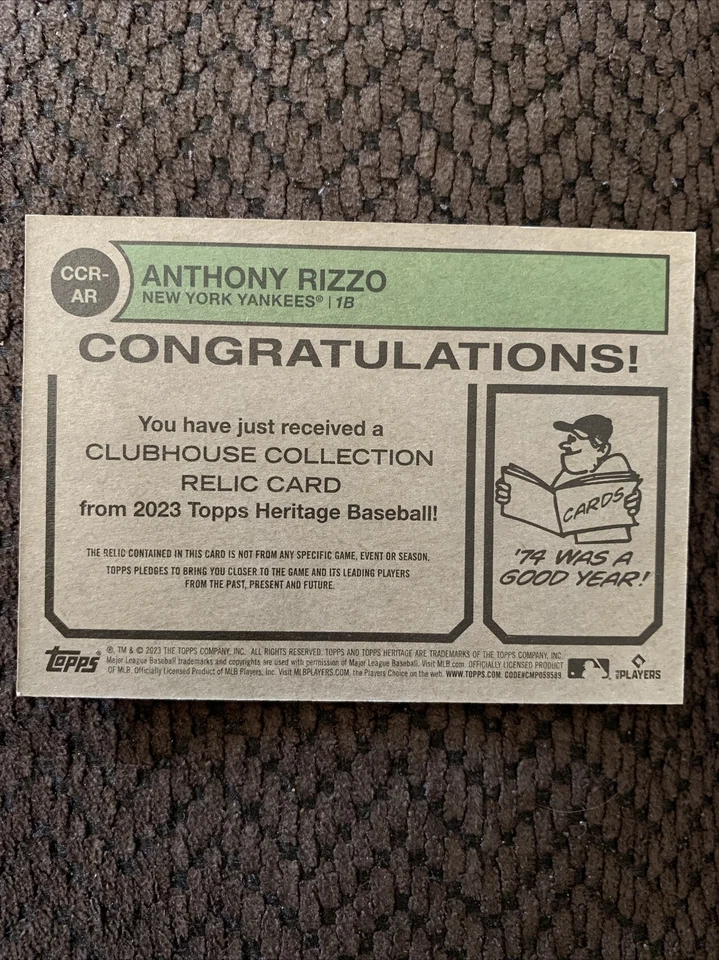 CCR-
AR
ANTHONY RIZZO
NEW YORK YANKEES® | 1B
CONGRATULATIONS!
You have just received a
CLUBHOUSE COLLECTION
RELIC CARD
from 2023 Topps Heritage Baseball!
THE RELIC CONTAINED IN THIS CARD IS NOT FROM ANY SPECIFIC GAME, EVENT OR SEASON.
TOPPS PLEDGES TO BRING YOU CLOSER TO THE GAME AND ITS LEADING PLAYERS
FROM THE PAST, PRESENT AND FUTURE.
CARDS
'74 WAS A
GOOD YEAR!
Topps
®, TM & © 2023 THE TOPPS COMPANY, INC. ALL RIGHTS RESERVED. TOPPS AND TOPPS HERITAGE ARE TRADEMARKS OF THE TOPPS COMPANY, INC.
Major League Baseball trademarks and copyrights are used with permission of Major League Baseball. Visit MLB.com. OFFICIALLY LICENSED PRODUCT
OF MLB. Officially Licensed Product of MLB Players, Inc. Visit MLBPLAYERS.COM, the Players Choice on the web. WWW.TOPPS.COM. CODE#CMP059589
PLAYERS